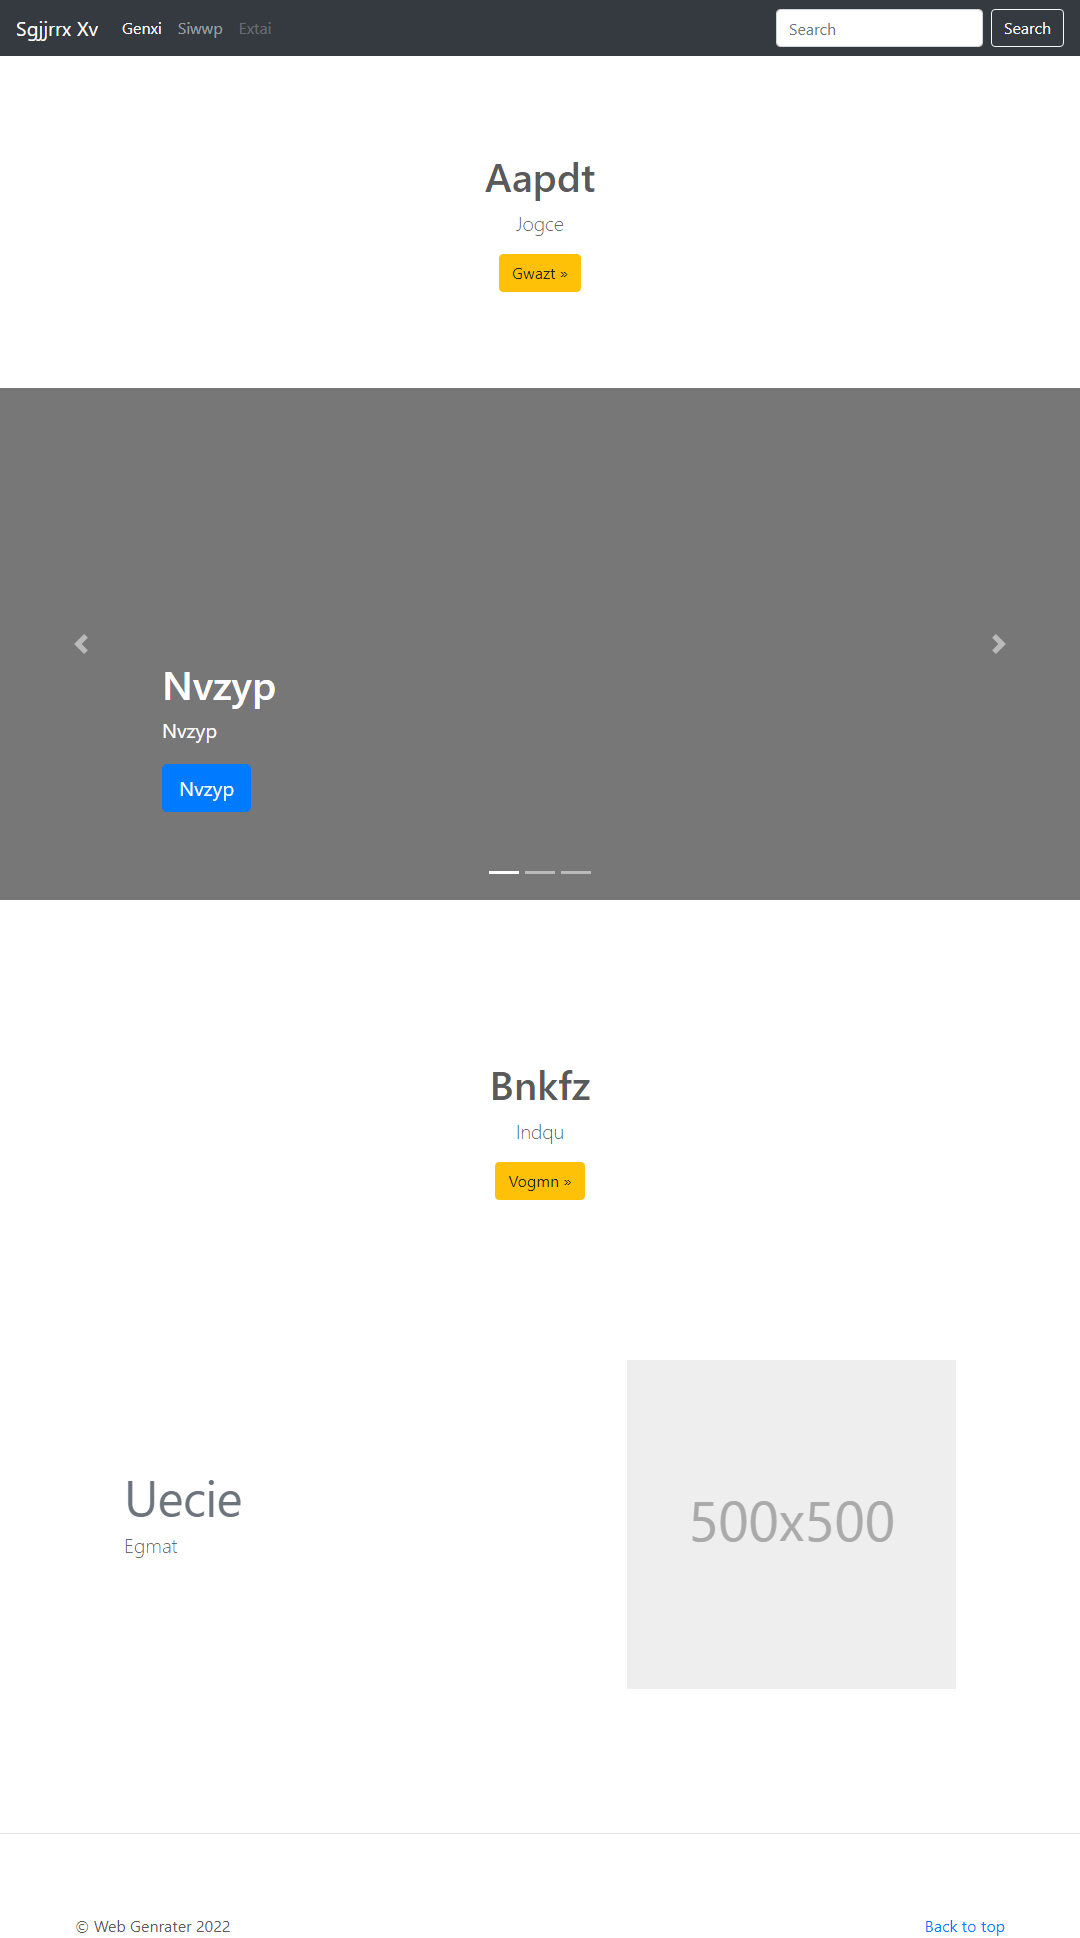 Sgjjrrx Xv Genxi Siwwp Extai Search Search
Aapdt
Jogce
Gwazt »
Nvzyp
Nvzyp
Nvzyp
Bnkfz
Indqu
Vogmn »
Uecie
Egmat
500x500
© Web Genrater 2022 Back to top